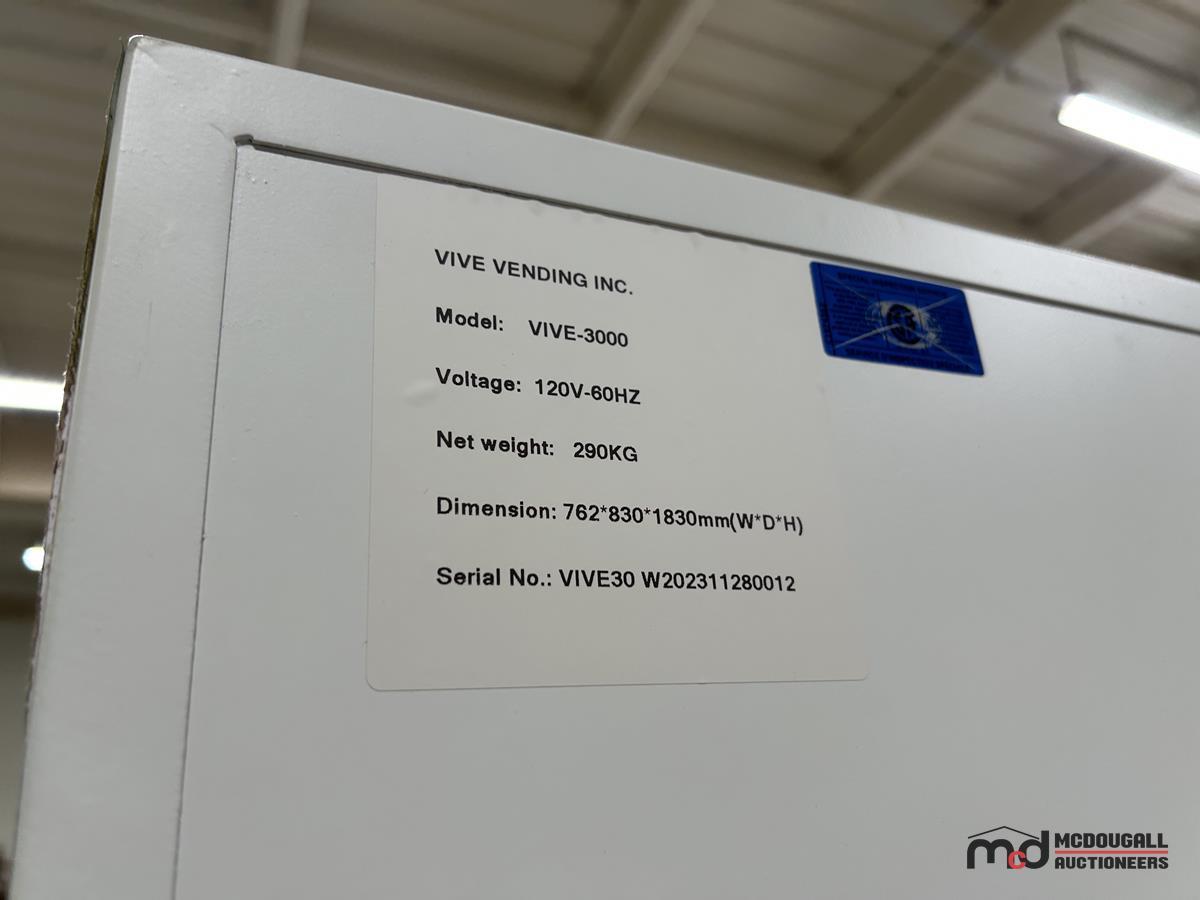 VIVE VENDING INC.
Model: VIVE-3000
Voltage: 120V-60HZ
Net weight: 290KG
Dimension: 762*830*1830mm(W*D*H)
Serial No.: VIVE30 W202311280012
mcd MCDOUGALL
AUCTIONEERS